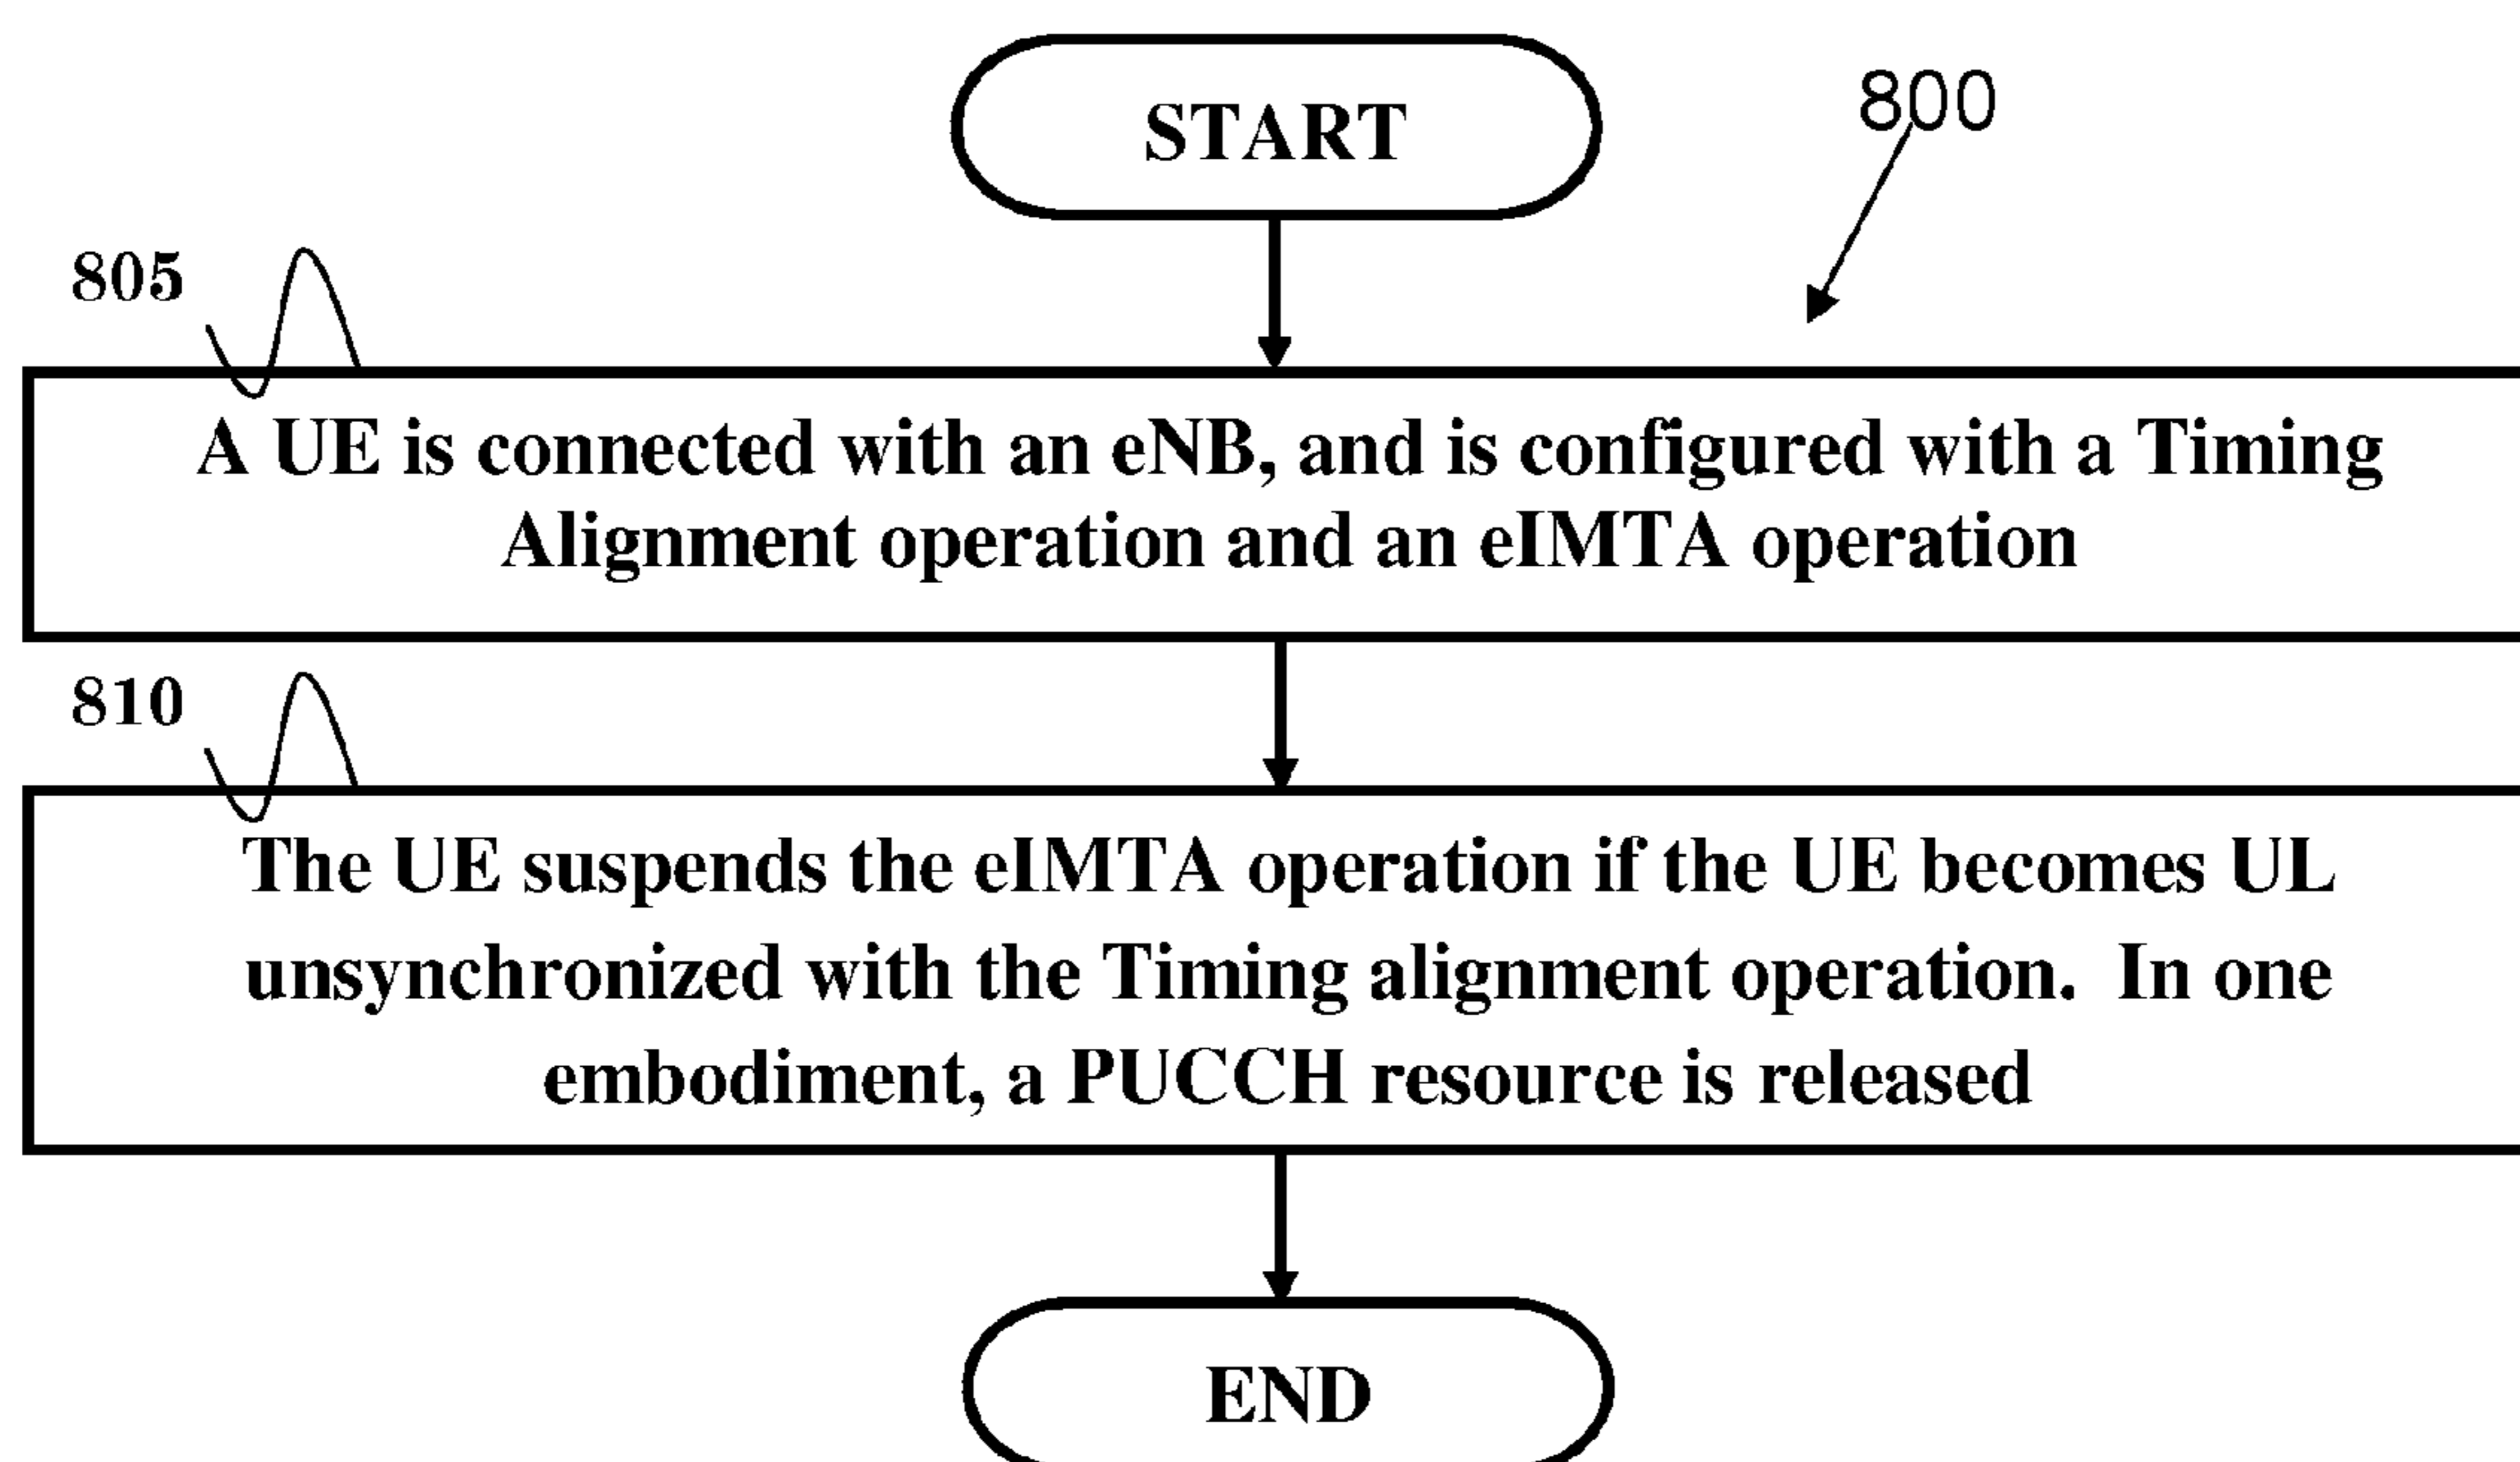 START
800
805
A UE is connected with an eNB, and is configured with a Timing
Alignment operation and an eIMTA operation
810
The UE suspends the eIMTA operation if the UE becomes UL
unsynchronized with the Timing alignment operation. In one
embodiment, a PUCCH resource is released
END